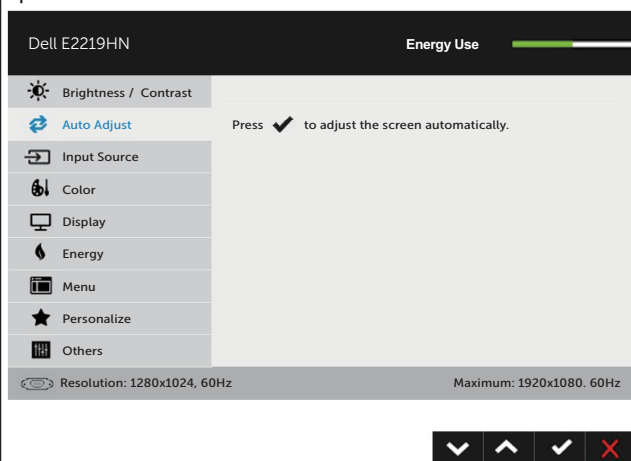 Dell E2219HN
Energy Use
Brightness / Contrast
Auto Adjust
Press ✔ to adjust the screen automatically.
Input Source
Color
Display
Energy
Menu
Personalize
Others
Resolution: 1280x1024, 60Hz
Maximum: 1920x1080. 60Hz